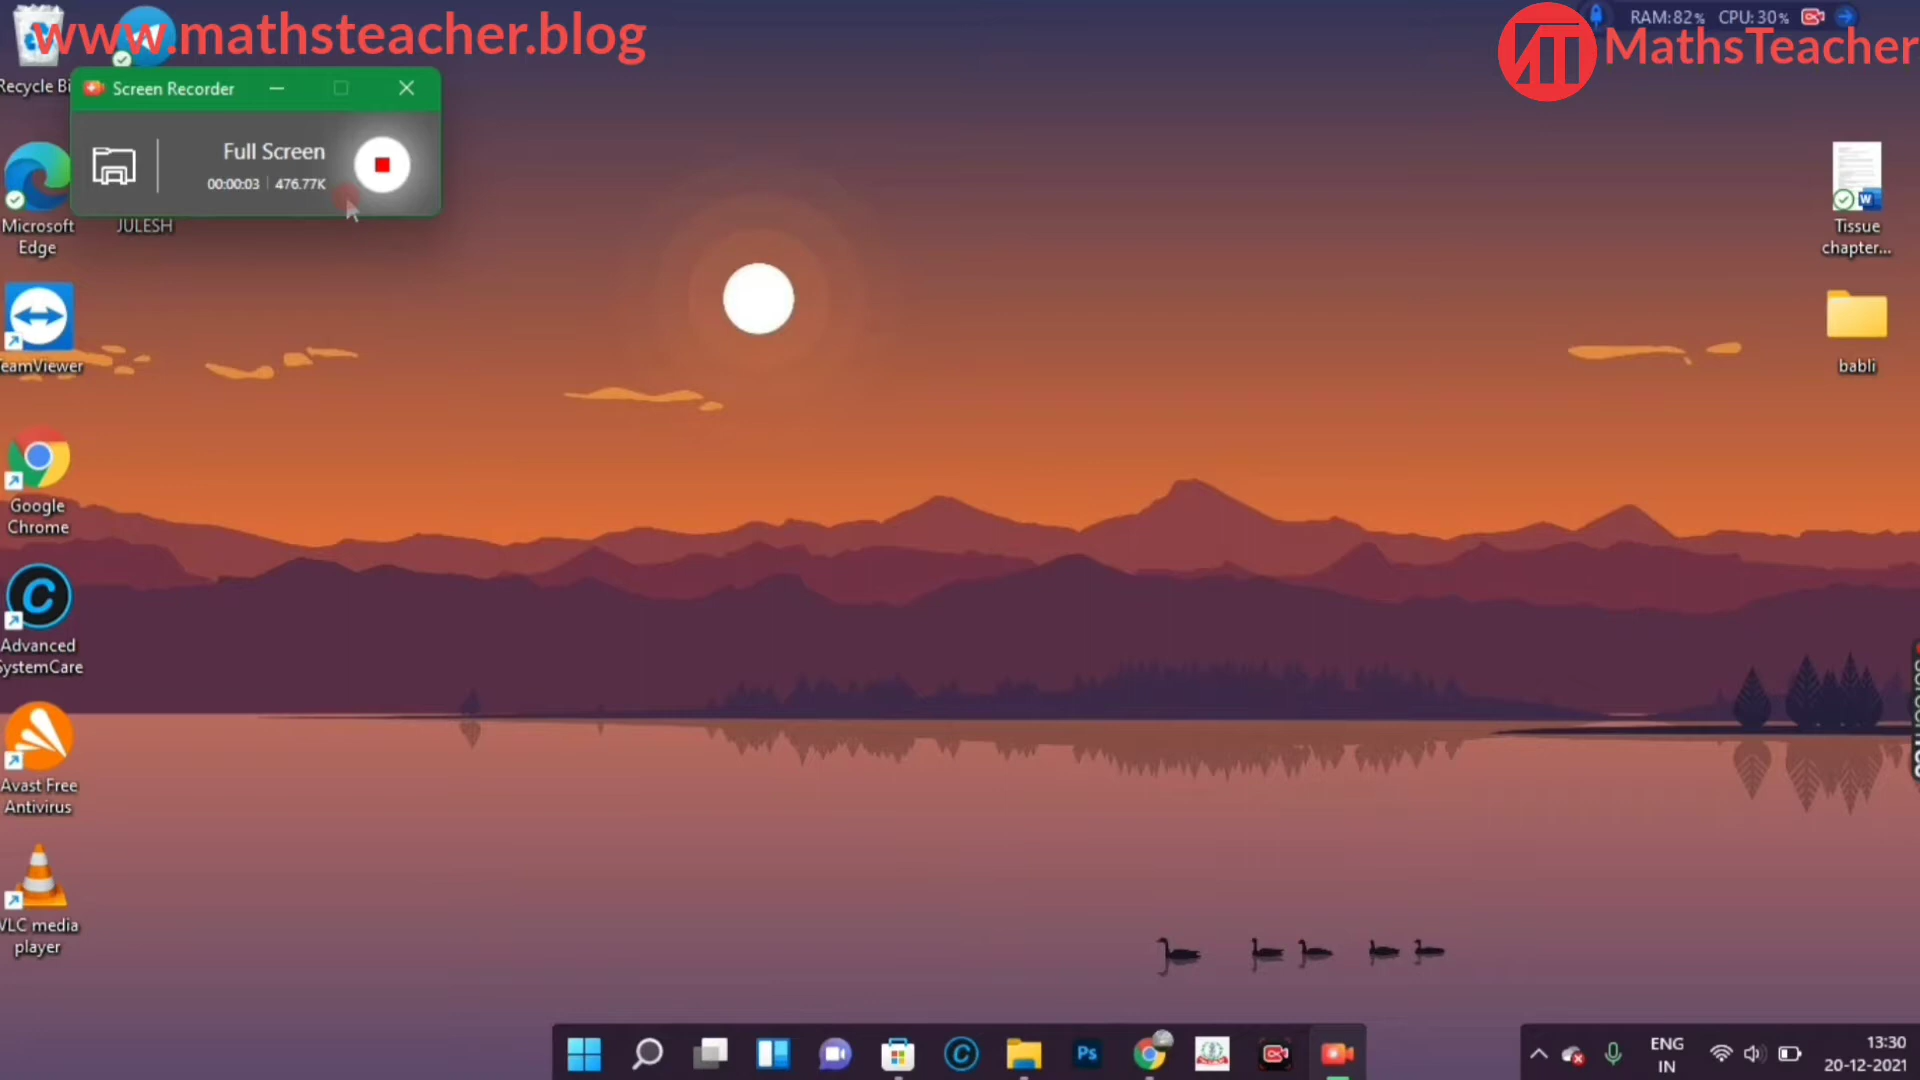 www.mathsteacher.blog
RAM:82% CPU:30%
MathsTeacher
Recycle Bi
Screen Recorder
Full Screen
00:00:03 476.77K
Microsoft
Edge
JULESH
Tissue
chapter...
TeamViewer
babli
Google
Chrome
Advanced
SystemCare
Avast Free
Antivirus
VLC media
player
Ps
ENG
IN
13:30
20-12-2021